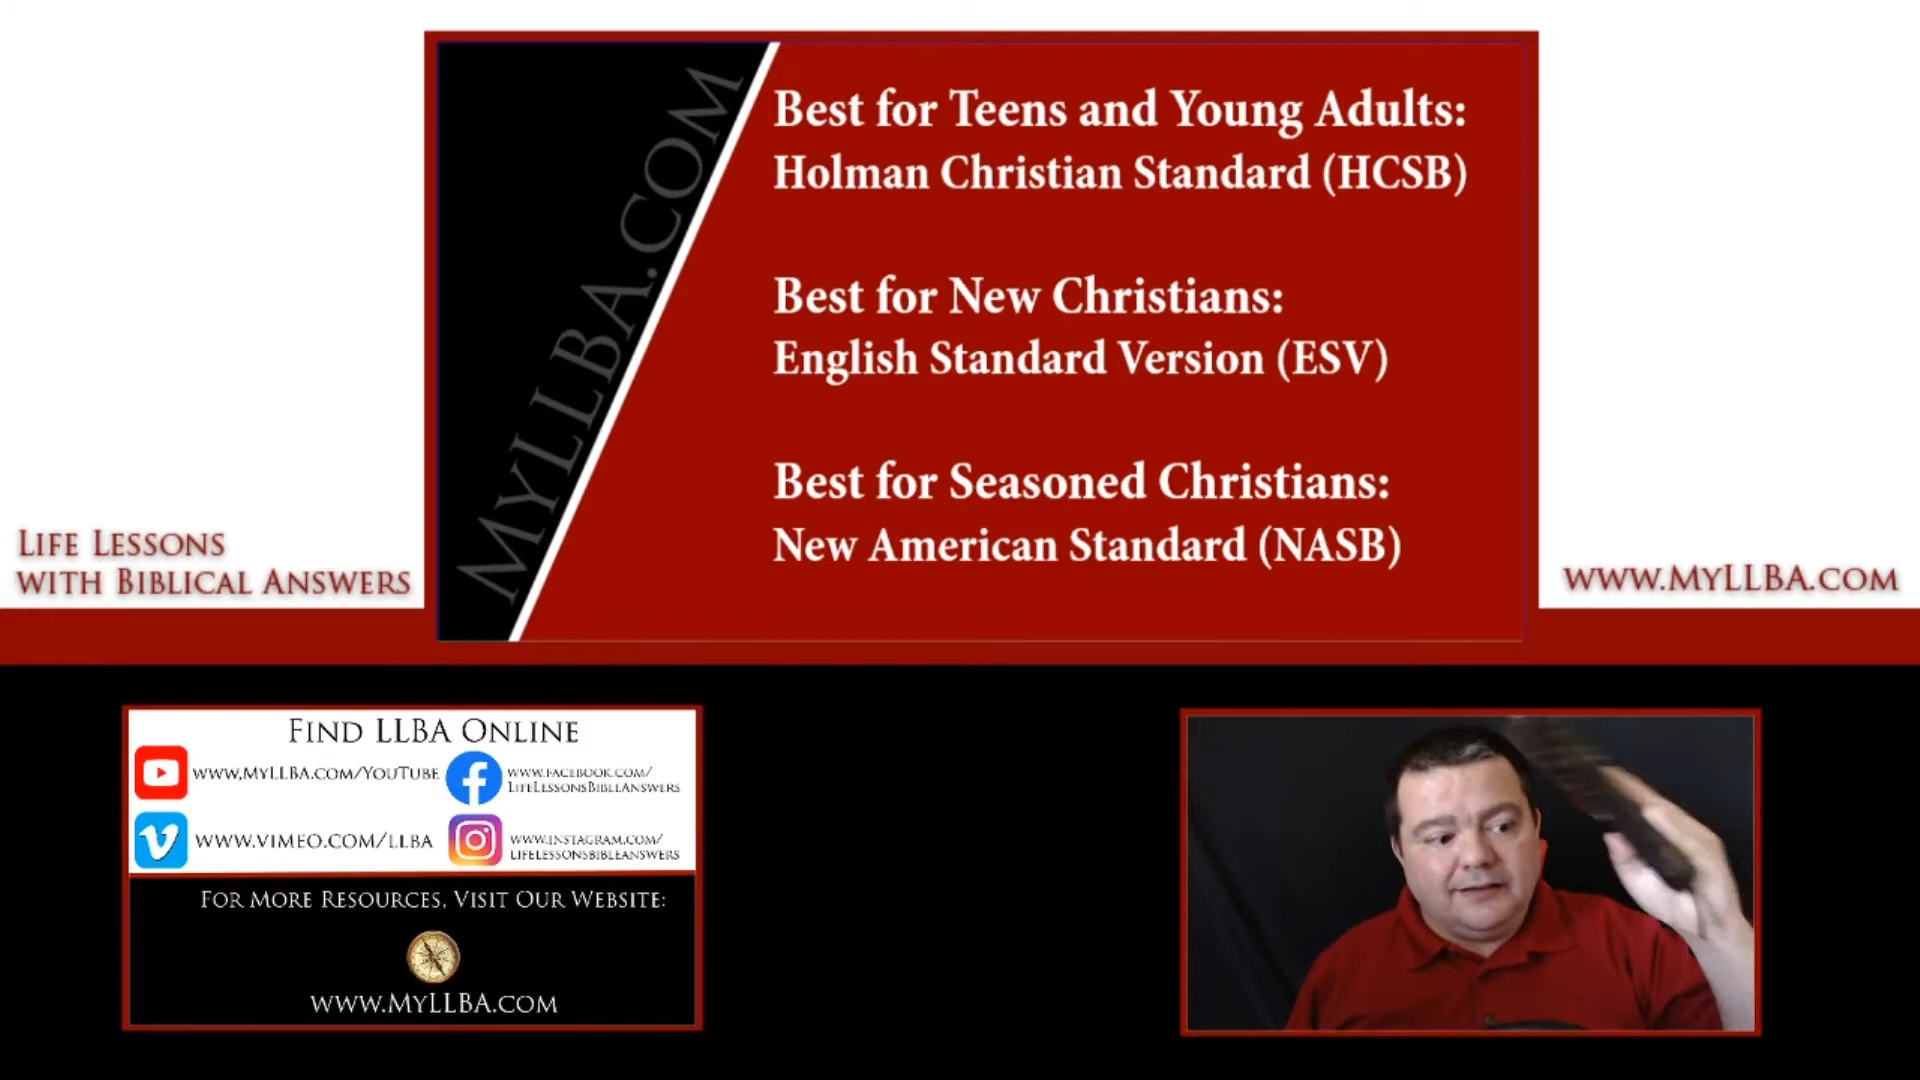 MYLLBA.COM
Best for Teens and Young Adults:
Holman Christian Standard (HCSB)
Best for New Christians:
English Standard Version (ESV)
Best for Seasoned Christians:
New American Standard (NASB)
LIFE LESSONS
WITH BIBLICAL ANSWERS
WWW.MYLLBA.COM
FIND LLBA ONLINE
WWW.MYLLBA.COM/YOUTUBE
WWW.FACEBOOK.COM/
LIFELESSONSBIBLEANSWERS
WWW.VIMEO.COM/LLBA
WWW.INSTAGRAM.COM/
LIFELESSONSBIBLEANSWERS
FOR MORE RESOURCES, VISIT OUR WEBSITE:
WWW.MYLLBA.COM